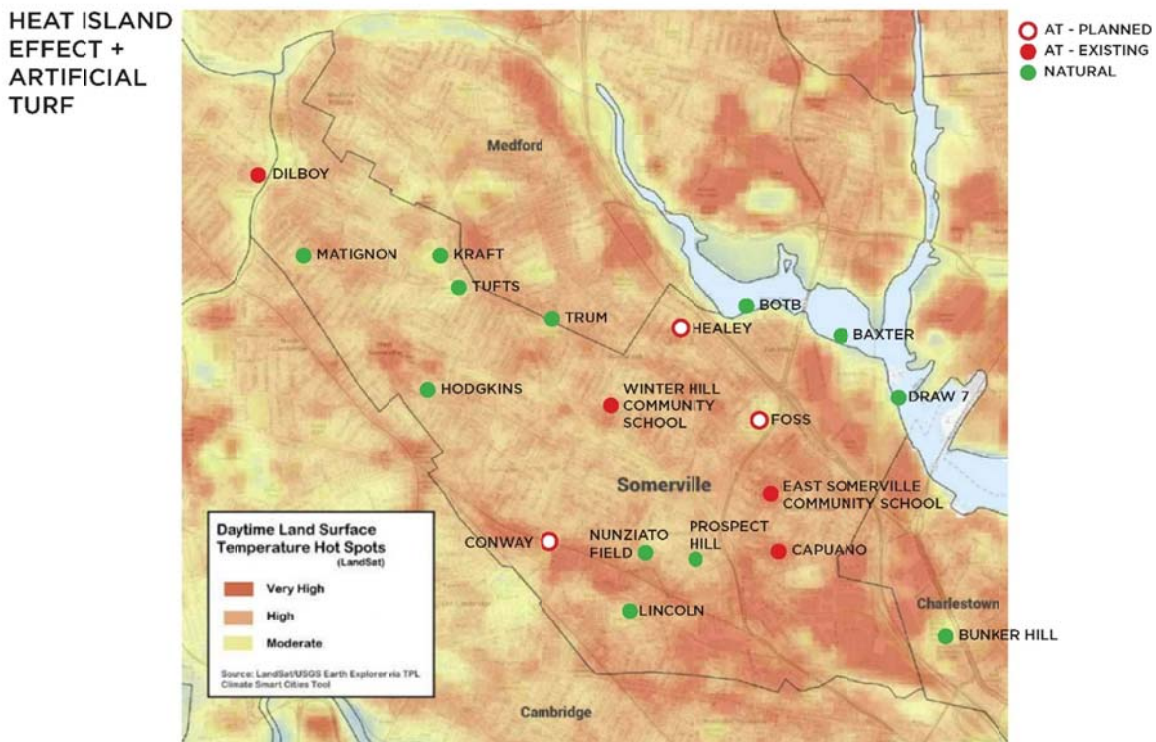 HEAT ISLAND
EFFECT +
ARTIFICIAL
TURF
AT - PLANNED
AT - EXISTING
NATURAL
Medford
DILBOY
MATIGNON
KRAFT
TUFTS
TRUM
BOTB
HEALEY
BAXTER
HODGKINS
WINTER HILL
COMMUNITY
SCHOOL
DRAW 7
FOSS
Somerville
EAST SOMERVILLE
COMMUNITY SCHOOL
CONWAY
NUNZIATO
FIELD
PROSPECT
HILL
CAPUANO
LINCOLN
Charlestown
BUNKER HILL
Cambridge
Daytime Land Surface
Temperature Hot Spots
(LandSat)
Very High
High
Moderate
Source: LandSat/USGS Earth Explorer via TPL
Climate Smart Cities Tool